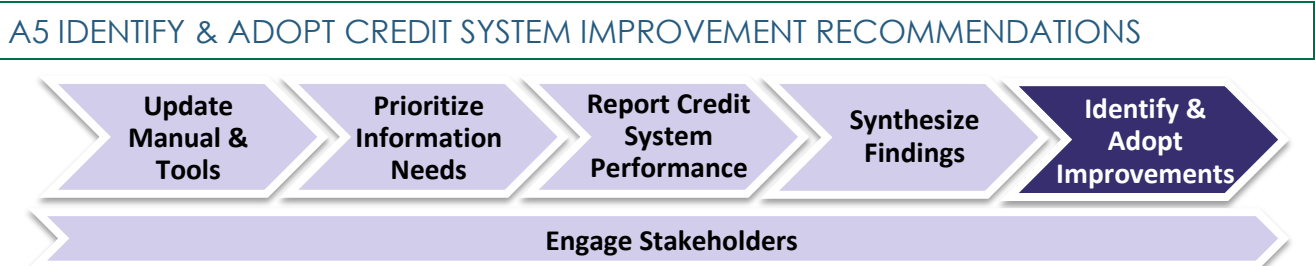 A5 IDENTIFY & ADOPT CREDIT SYSTEM IMPROVEMENT RECOMMENDATIONS
Update
Manual &
Tools
Prioritize
Information
Needs
Report Credit
System
Performance
Synthesize
Findings
Identify &
Adopt
Improvements
Engage Stakeholders